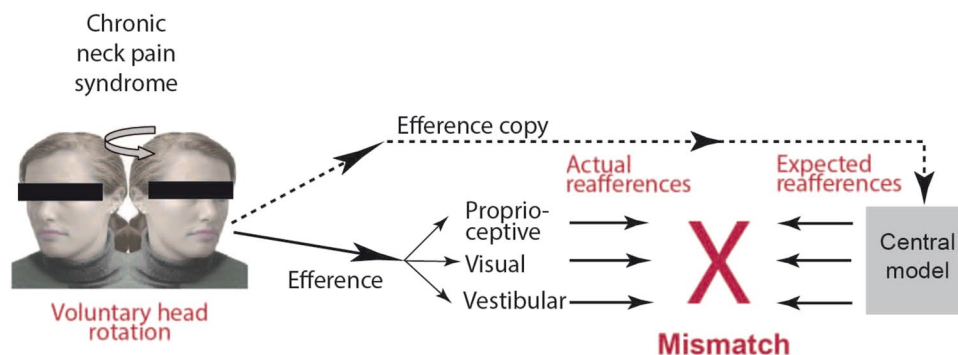 Chronic
neck pain
syndrome
Efference copy
Actual
reafferences
Expected
reafferences
Proprio-
ceptive
Visual
Vestibular
Efference
Central
model
X
Voluntary head
rotation
Mismatch